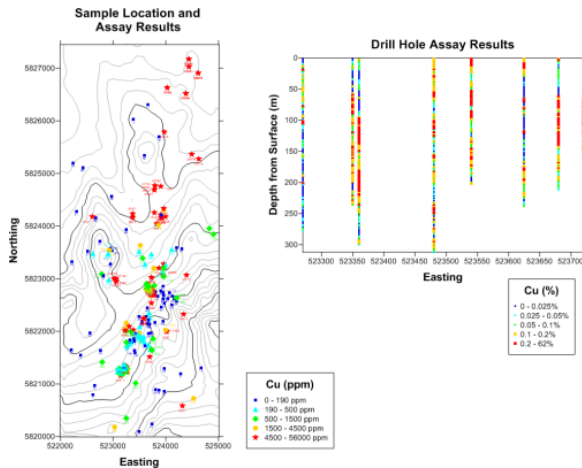 Sample Location and
Assay Results
5827000
5826000
5825000
5824000
5823000
5822000
5821000
5820000
Northing
522000
523000
524000
525000
Easting
Cu (ppm)
0 - 190 ppm
190 - 500 ppm
500 - 1500 ppm
1500 - 4500 ppm
4500 - 56000 ppm
Drill Hole Assay Results
0
50
100
150
200
250
300
Depth from Surface (m)
523300
523350
523400
523450
523500
523550
523600
523650
523700
Easting
Cu (%)
0 - 0.025%
0.025 - 0.05%
0.05 - 0.1%
0.1 - 0.2%
0.2 - 62%